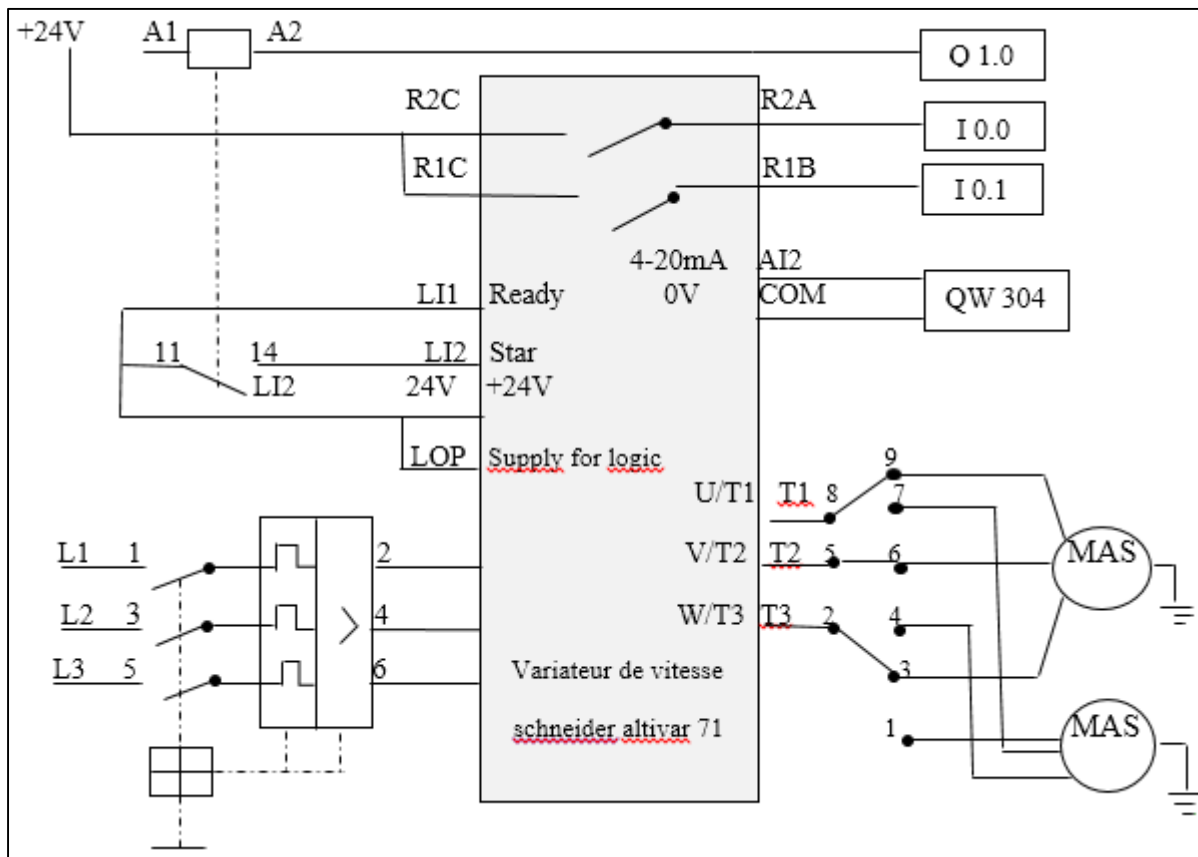 +24V A1 A2
Q 1.0
R2C R2A
I 0.0
R1C R1B
I 0.1
4-20mA AI2
LI1 Ready 0V COM
QW 304
11 14 LI2 Star
LI2 24V +24V
LOP Supply for logic
9
U/T1 T1 8 7
L1 1 2
V/T2 T2 5 6 MAS
L2 3 4
W/T3 T3 2 4
L3 5 6
Variateur de vitesse 3
schneider altivar 71
1 MAS